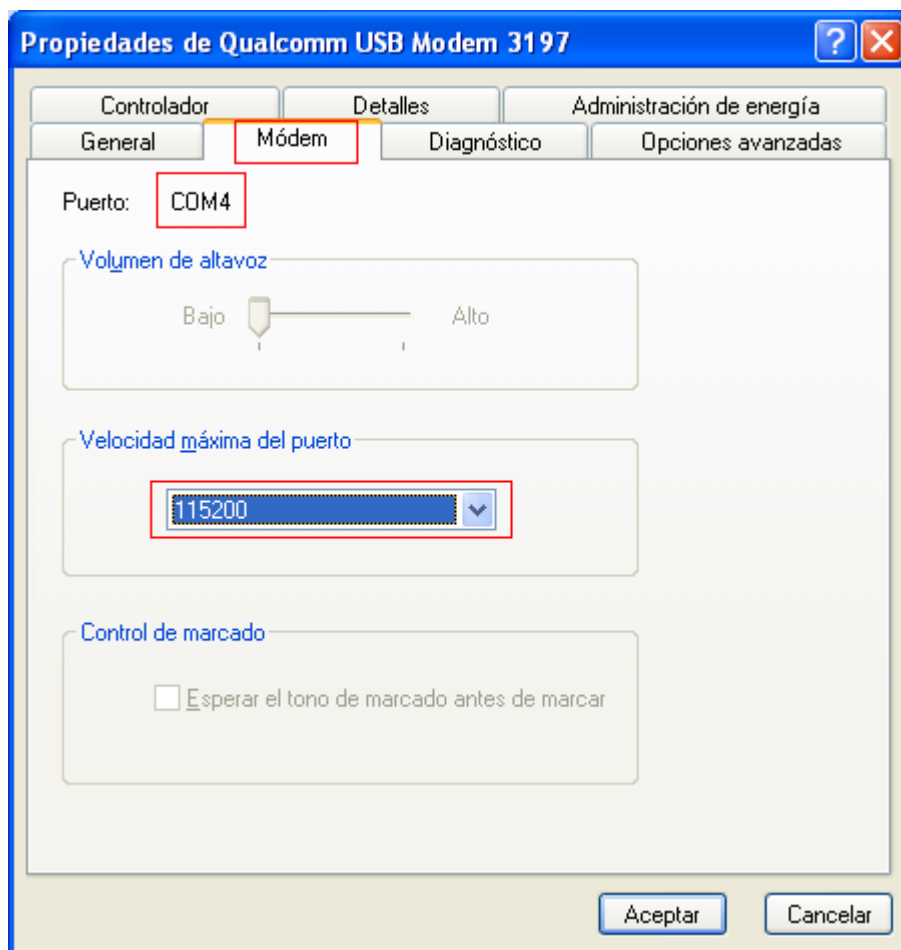 Propiedades de Qualcomm USB Modem 3197
Controlador Detalles Administración de energía
General Módem Diagnóstico Opciones avanzadas
Puerto: COM4
Volumen de altavoz
Bajo Alto
Velocidad máxima del puerto
115200
Control de marcado
Esperar el tono de marcado antes de marcar
Aceptar Cancelar